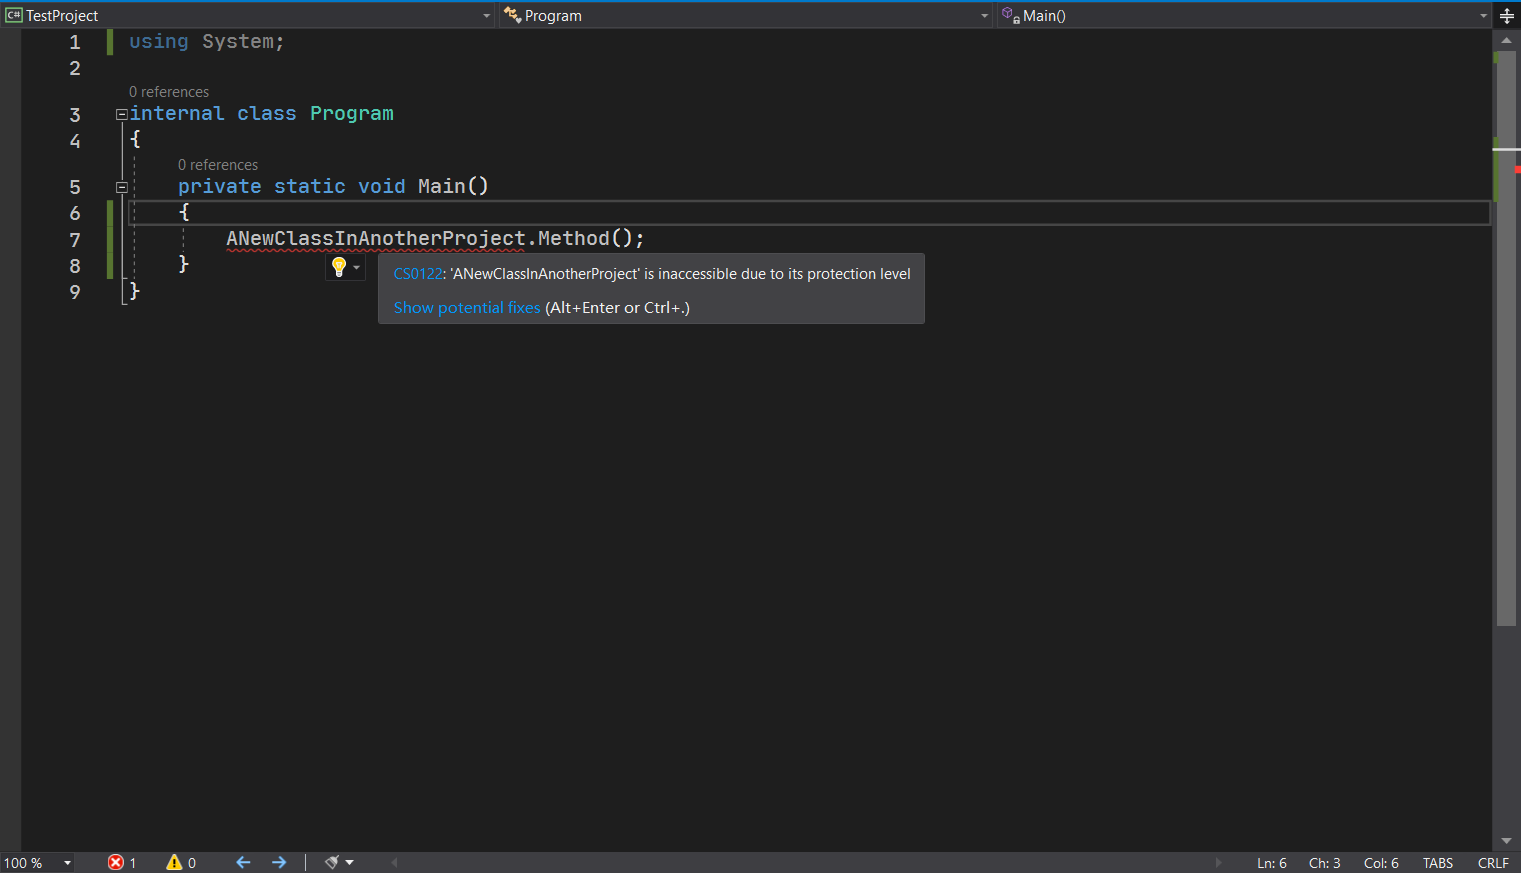 C# TestProject Program Main()
1 using System;
2
0 references
3 internal class Program
4 {
0 references
5 private static void Main()
6 {
7 ANewClassInAnotherProject.Method();
8 }
CS0122: 'ANewClassInAnotherProject' is inaccessible due to its protection level
9 }
Show potential fixes (Alt+Enter or Ctrl+.)
100 % 1 0 Ln: 6 Ch: 3 Col: 6 TABS CRLF